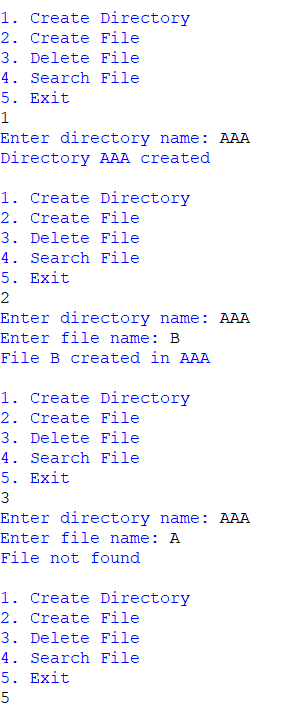 1. Create Directory
2. Create File
3. Delete File
4. Search File
5. Exit
1
Enter directory name: AAA
Directory AAA created
1. Create Directory
2. Create File
3. Delete File
4. Search File
5. Exit
2
Enter directory name: AAA
Enter file name: B
File B created in AAA
1. Create Directory
2. Create File
3. Delete File
4. Search File
5. Exit
3
Enter directory name: AAA
Enter file name: A
File not found
1. Create Directory
2. Create File
3. Delete File
4. Search File
5. Exit
5